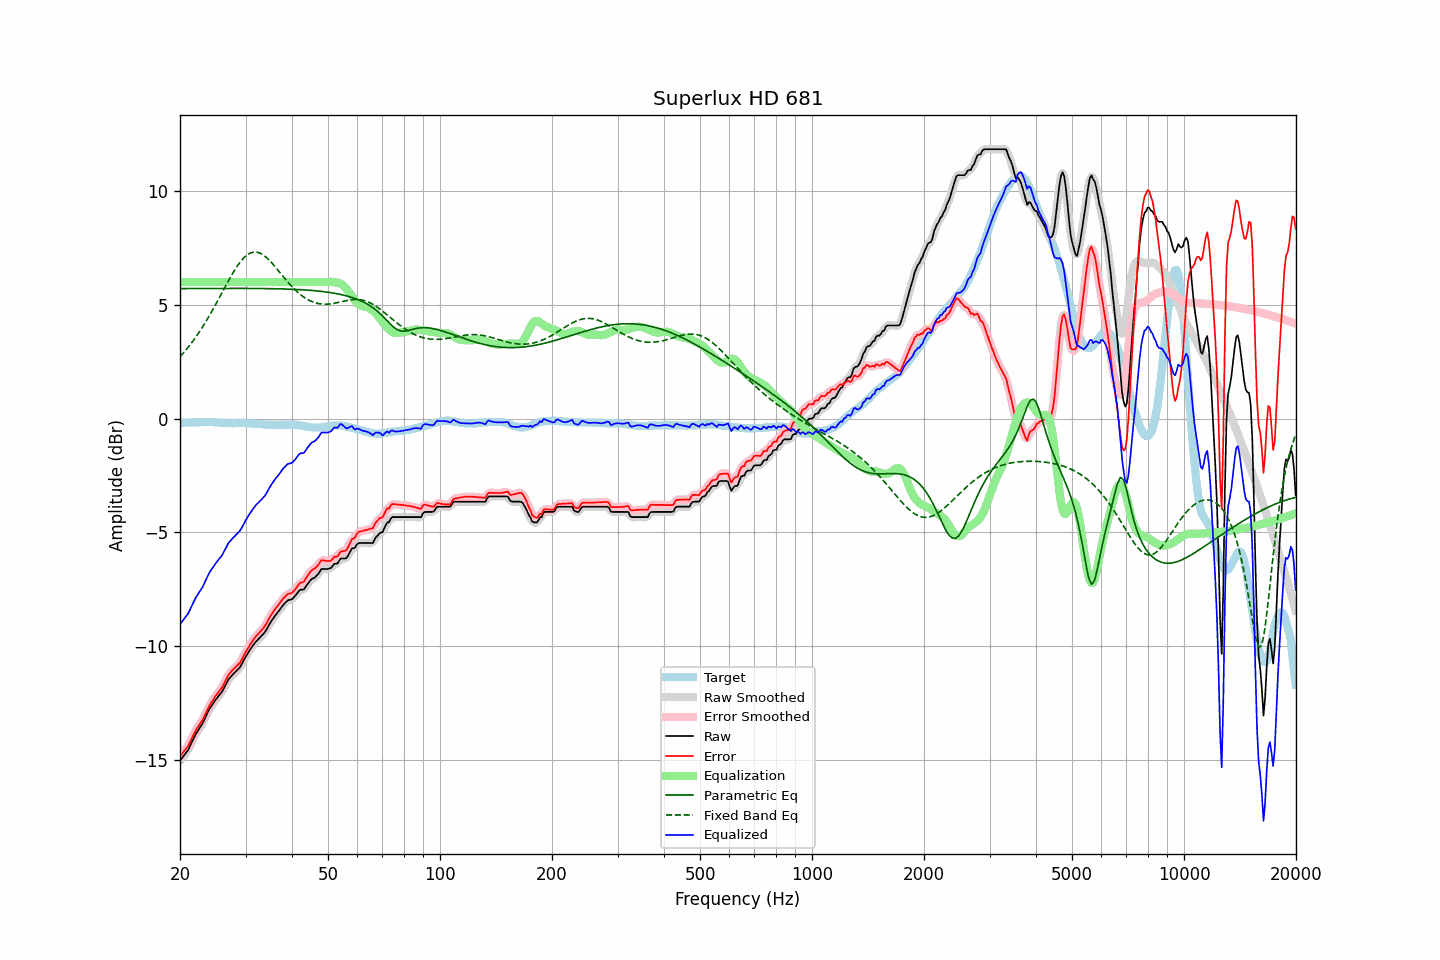 Superlux HD 681
Amplitude (dBr)
10
5
0
−5
−10
−15
Target
Raw Smoothed
Error Smoothed
Raw
Error
Equalization
Parametric Eq
Fixed Band Eq
Equalized
20 50 100 200 500 1000 2000 5000 10000 20000
Frequency (Hz)